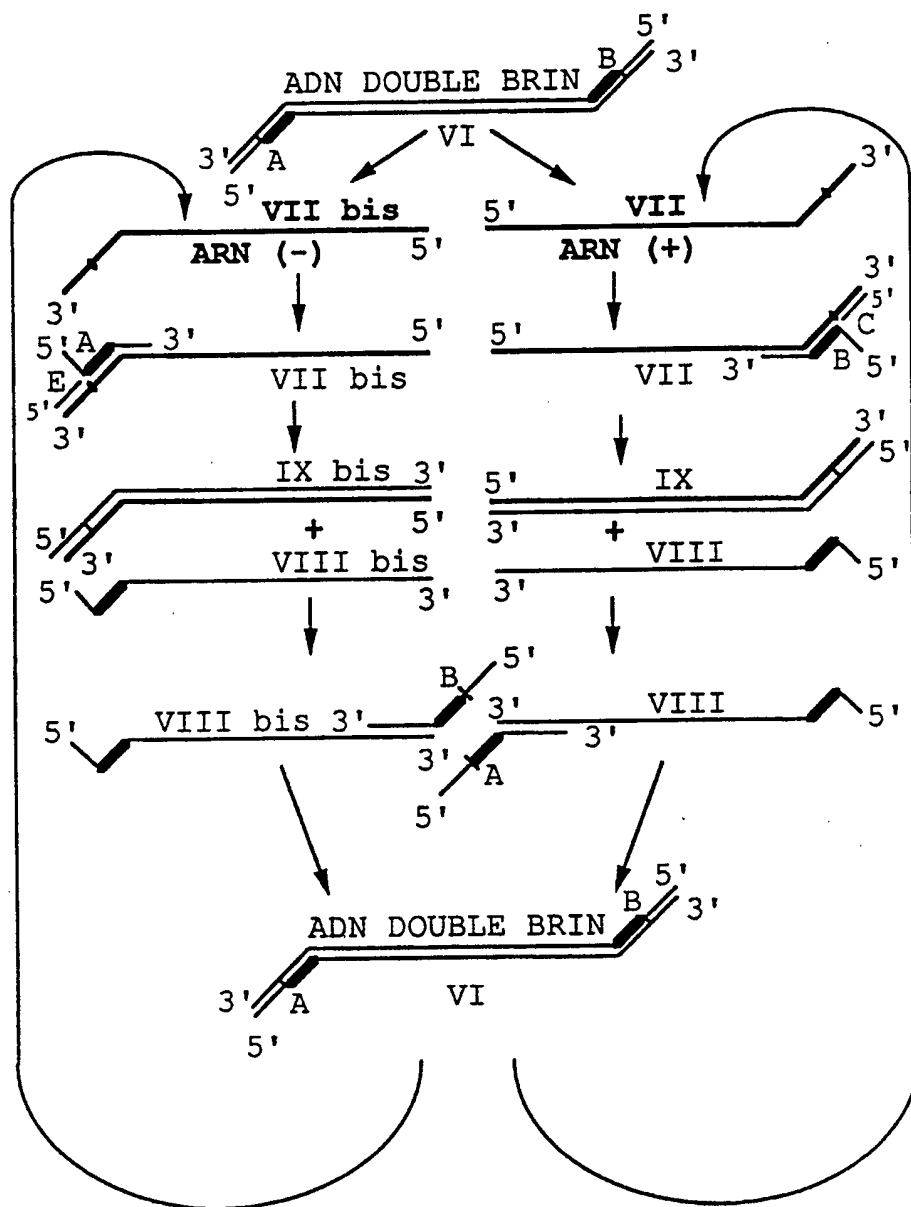 5'
B 3'
ADN DOUBLE BRIN
3' A VI
5'
3'
VII bis 5' VII
ARN (-) 5' ARN (+)
3'
3'
5' A 3' 5' 5' 5'
C
E VII bis VII 3' B 5'
5'
3'
3'
IX bis 3' 5' IX 5'
5' + 5' 3' +
3' VIII bis VIII
5' 3' 3' 5'
B 5'
5' VIII bis 3' 3' VIII 5'
3' A 3'
5'
5'
ADN DOUBLE BRIN B 3'
3' A VI
5'